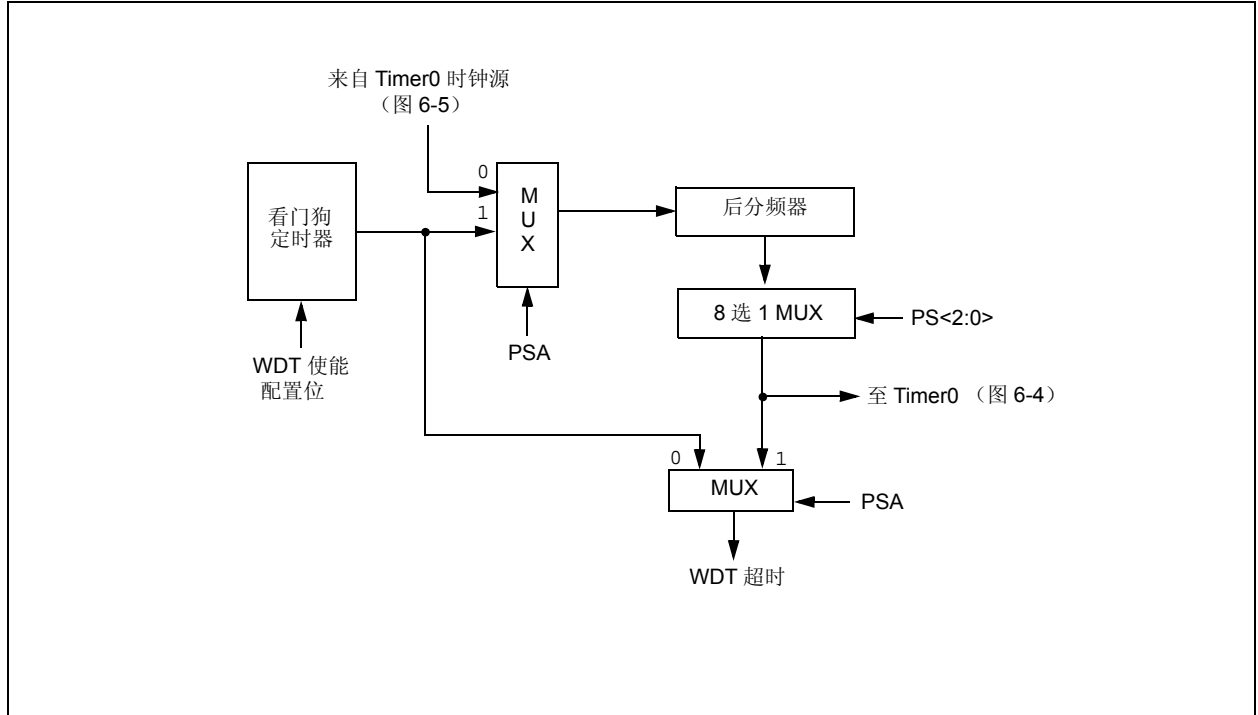 来自 Timer0 时钟源
（图 6-5）
0
1
M
U
X
看门狗
定时器
后分频器
8 选 1 MUX
PS<2:0>
PSA
WDT 使能
配置位
至 Timer0 （图 6-4）
0
1
MUX
PSA
WDT 超时